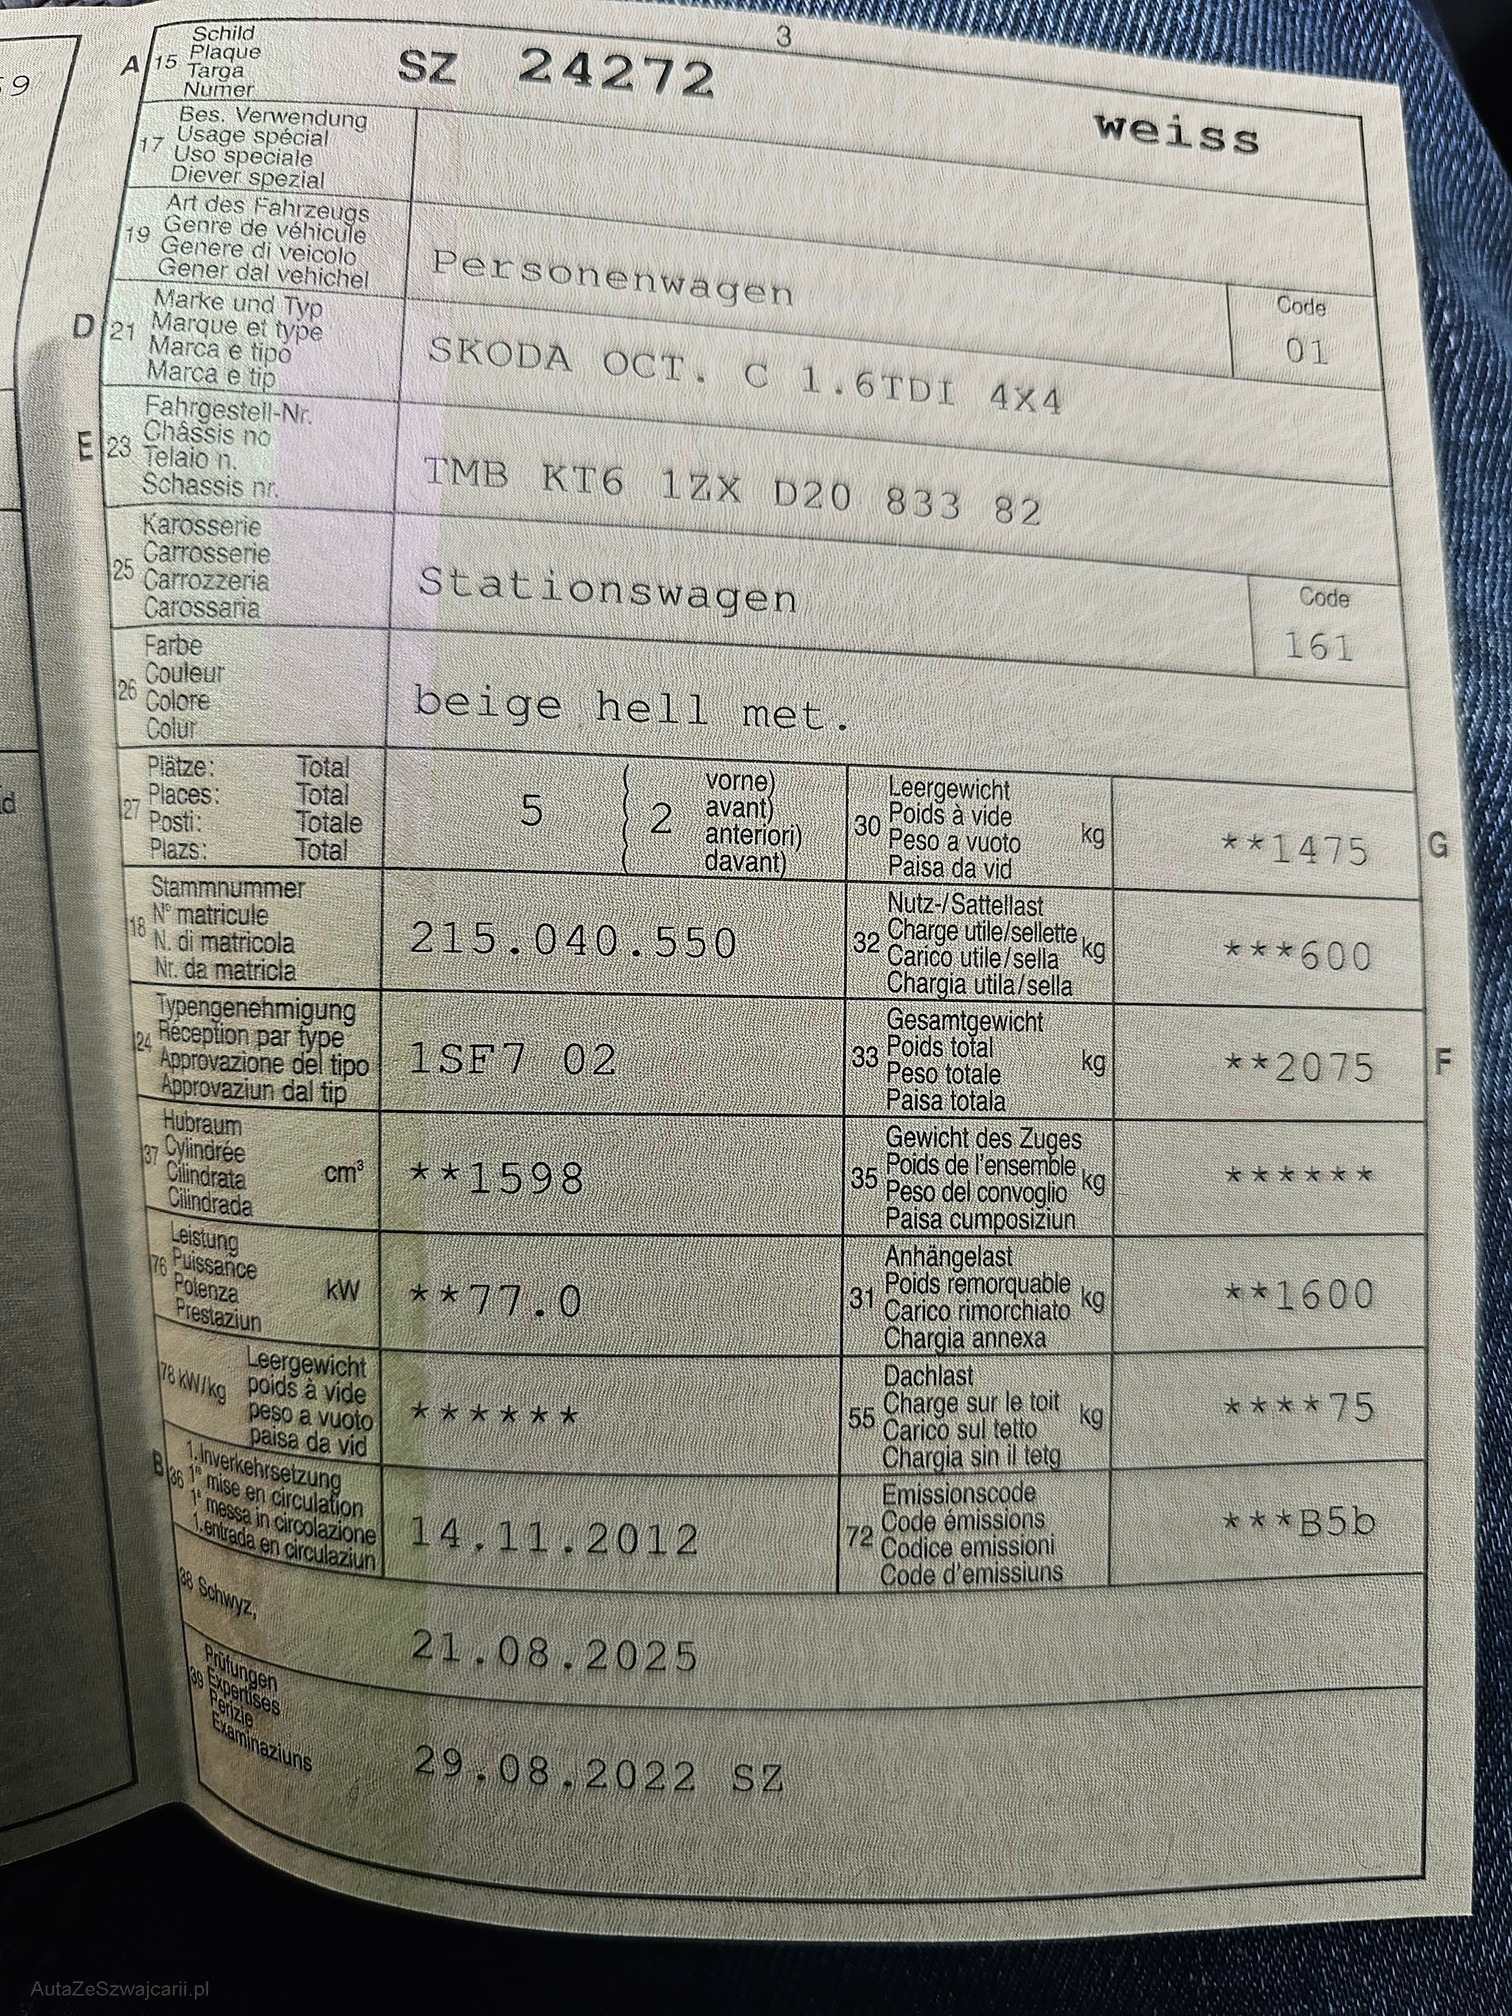 3
A 15 Schild
Plaque
Targa
Numer
SZ 24272
weiss
17 Bes. Verwendung
Usage spécial
Uso speciale
Diever spezial
19 Art des Fahrzeugs
Genre de véhicule
Genere di veicolo
Gener dal vehichel
Personenwagen
Code
01
D 21 Marke und Typ
Marque et type
Marca e tipo
Marca e tip
SKODA OCT. C 1.6TDI 4X4
E 23 Fahrgestell-Nr.
Châssis no
Telaio n.
Schassis nr.
TMB KT6 1ZX D20 833 82
25 Karosserie
Carrosserie
Carrozzeria
Carossaria
Stationswagen
Code
161
26 Farbe
Couleur
Colore
Colur
beige hell met.
27 Plätze: Total
Places: Total
Posti: Totale
Plazs: Total
5 ( 2 vorne)
avant)
anteriori)
davant)
30 Leergewicht
Poids à vide
Peso a vuoto
Paisa da vid
kg
**1475
G
18 Stammnummer
N° matricule
N. di matricola
Nr. da matricla
215.040.550
32 Nutz-/Sattellast
Charge utile/sellette
Carico utile/sella
Chargia utila/sella
kg
***600
24 Typengenehmigung
Réception par type
Approvazione del tipo
Approvaziun dal tip
1SF7 02
33 Gesamtgewicht
Poids total
Peso totale
Paisa totala
kg
**2075
F
37 Hubraum
Cylindrée
Cilindrata
Cilindrada
cm³
**1598
35 Gewicht des Zuges
Poids de l'ensemble
Peso del convoglio
Paisa cumposiziun
kg
******
76 Leistung
Puissance
Potenza
Prestaziun
kW
**77.0
31 Anhängelast
Poids remorquable
Carico rimorchiato
Chargia annexa
kg
**1600
78 kW/kg
Leergewicht
poids à vide
peso a vuoto
paisa da vid
******
55 Dachlast
Charge sur le toit
Carico sul tetto
Chargia sin il tetg
kg
****75
B 36 1. Inverkehrsetzung
1re mise en circulation
1a messa in circolazione
1. entrada en circulaziun
14.11.2012
72 Emissionscode
Code émissions
Codice emissioni
Code d'emissiuns
***B5b
38 Schwyz,
21.08.2025
39 Prüfungen
Expertises
Perizie
Examinaziuns
29.08.2022 SZ
AutaZeSzwajcarii.pl